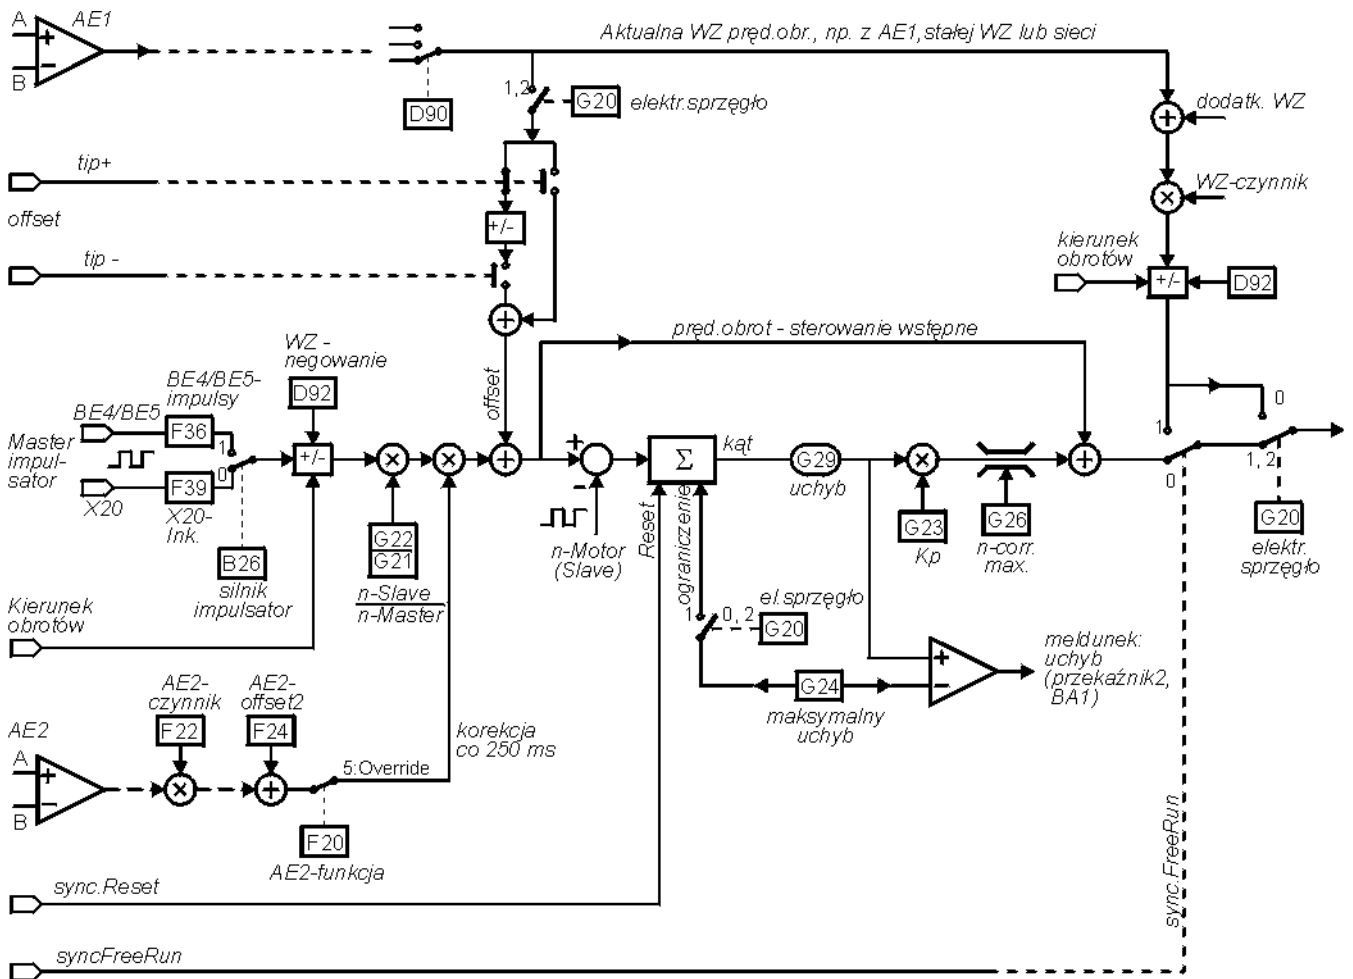 A
AE1
B
Aktualna WZ pręd.obr., np. z AE1,stałej WZ lub sieci
D90
1,2
G20
elektr.sprzęgło
dodatk. WZ
+
WZ-czynnik
×
kierunek
obrotów
+/-
D92
tip+
offset
+/-
tip -
+
pręd.obrot - sterowanie wstępne
WZ -
negowanie
D92
offset
BE4/BE5-
impulsy
BE4/BE5
F36
1
Master
impul-
sator
0
F39
X20
X20-
Ink.
+/-
×
×
+
+
-
Σ
kąt
G29
uchyb
×
+
G23
Kp
G26
n-corr.
max.
1
0
0
1, 2
G20
elektr.
sprzęgło
B26
silnik
impulsator
G22
G21
n-Slave
n-Master
n-Motor
(Slave)
Reset
ograniczenie
Kierunek
obrotów
1
0, 2
el.sprzęgło
G20
G24
maksymalny
uchyb
+
−
meldunek:
uchyb
(przekaźnik2,
BA1)
AE2-
czynnik
F22
AE2-
offset2
F24
AE2
A
+
−
B
×
+
5:Override
korekcja
co 250 ms
F20
AE2-funkcja
sync.Reset
sync.FreeRun
syncFreeRun